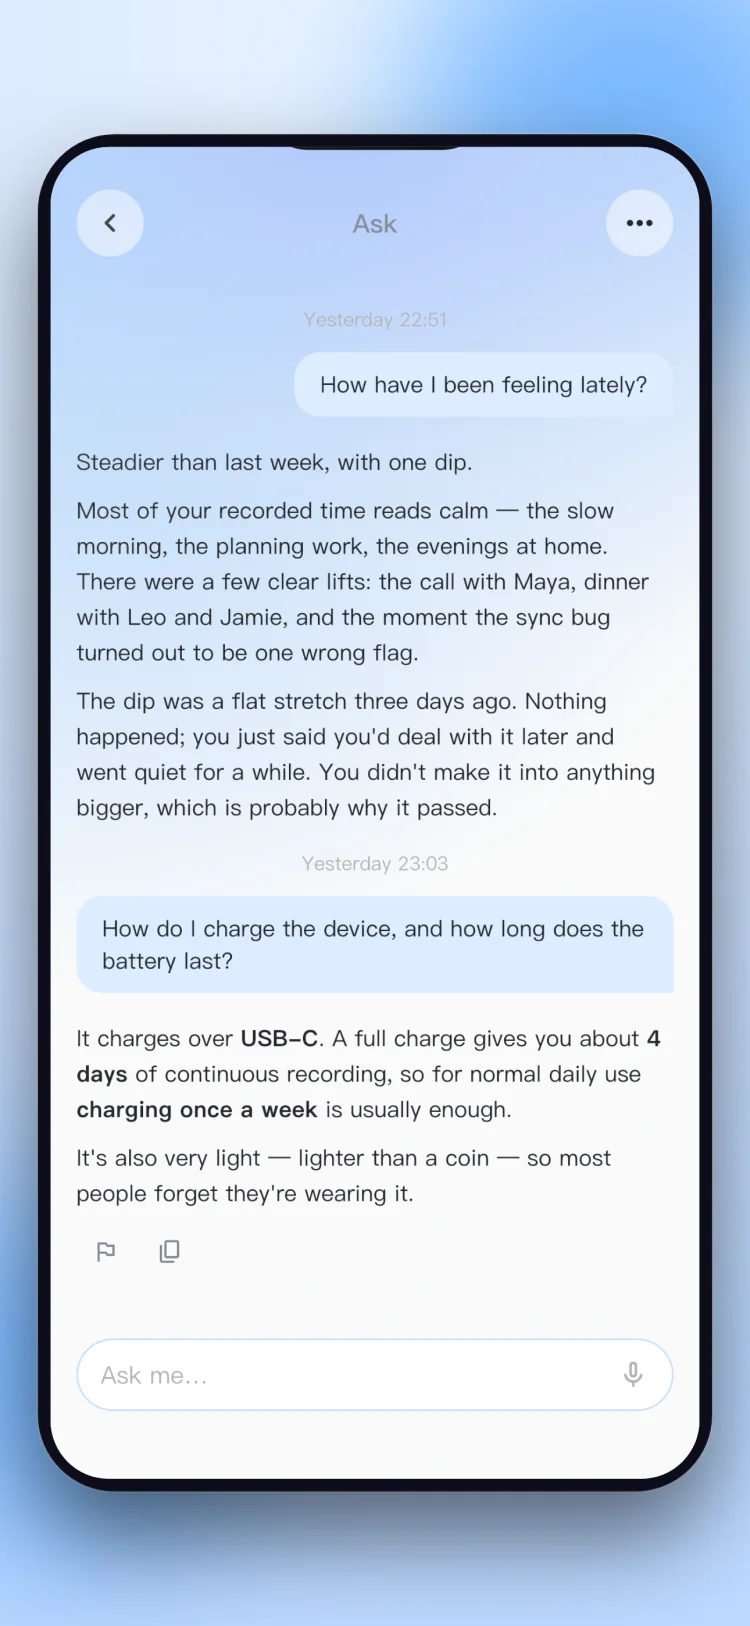 Ask
Yesterday 22:51
How have I been feeling lately?
Steadier than last week, with one dip.
Most of your recorded time reads calm — the slow
morning, the planning work, the evenings at home.
There were a few clear lifts: the call with Maya, dinner
with Leo and Jamie, and the moment the sync bug
turned out to be one wrong flag.
The dip was a flat stretch three days ago. Nothing
happened; you just said you'd deal with it later and
went quiet for a while. You didn't make it into anything
bigger, which is probably why it passed.
Yesterday 23:03
How do I charge the device, and how long does the
battery last?
It charges over USB-C. A full charge gives you about 4
days of continuous recording, so for normal daily use
charging once a week is usually enough.
It's also very light — lighter than a coin — so most
people forget they're wearing it.
Ask me...